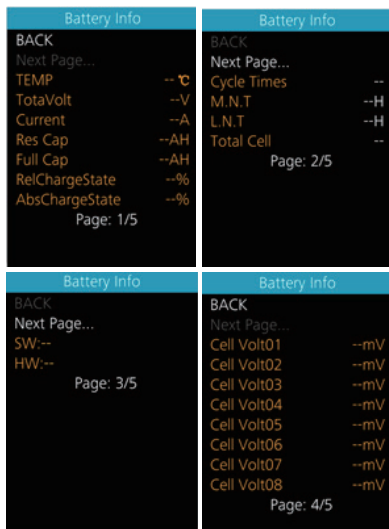 Battery Info
BACK
Next Page...
TEMP -- ℃
TotaVolt --V
Current --A
Res Cap --AH
Full Cap --AH
RelChargeState --%
AbsChargeState --%
Page: 1/5
Battery Info
BACK
Next Page...
Cycle Times --
M.N.T --H
L.N.T --H
Total Cell --
Page: 2/5
Battery Info
BACK
Next Page...
SW:--
HW:--
Page: 3/5
Battery Info
BACK
Next Page...
Cell Volt01 --mV
Cell Volt02 --mV
Cell Volt03 --mV
Cell Volt04 --mV
Cell Volt05 --mV
Cell Volt06 --mV
Cell Volt07 --mV
Cell Volt08 --mV
Page: 4/5